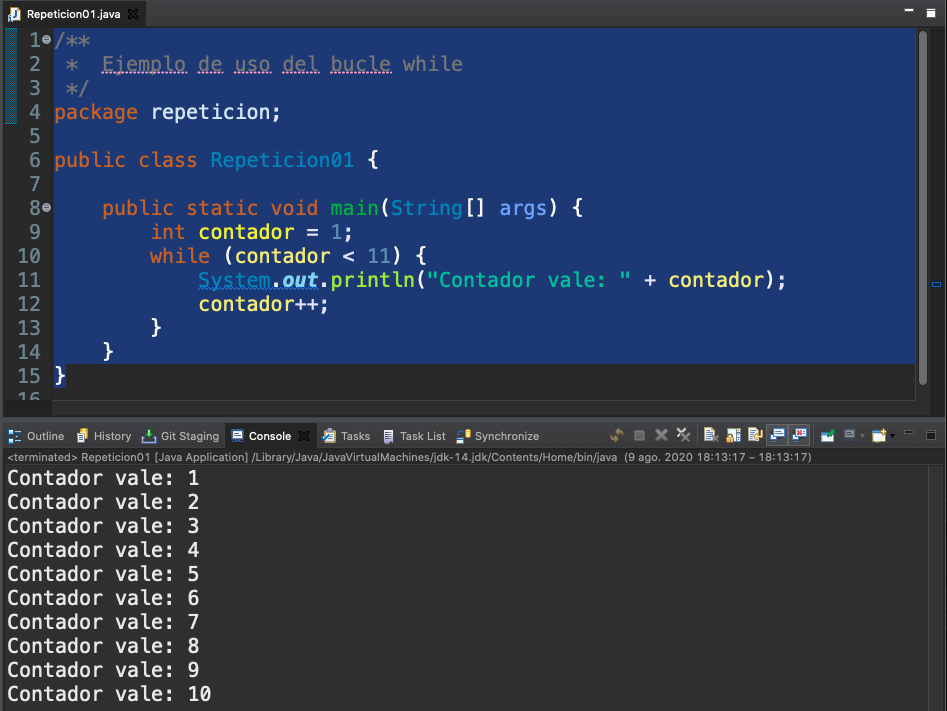 Repeticion01.java
1 /**
2  *  Ejemplo de uso del bucle while
3  */
4 package repeticion;
5
6 public class Repeticion01 {
7
8     public static void main(String[] args) {
9         int contador = 1;
10         while (contador < 11) {
11             System.out.println("Contador vale: " + contador);
12             contador++;
13         }
14     }
15 }
16
Outline History Git Staging Console Tasks Task List Synchronize
<terminated> Repeticion01 [Java Application] /Library/Java/JavaVirtualMachines/jdk-14.jdk/Contents/Home/bin/java (9 ago. 2020 18:13:17 – 18:13:17)
Contador vale: 1
Contador vale: 2
Contador vale: 3
Contador vale: 4
Contador vale: 5
Contador vale: 6
Contador vale: 7
Contador vale: 8
Contador vale: 9
Contador vale: 10